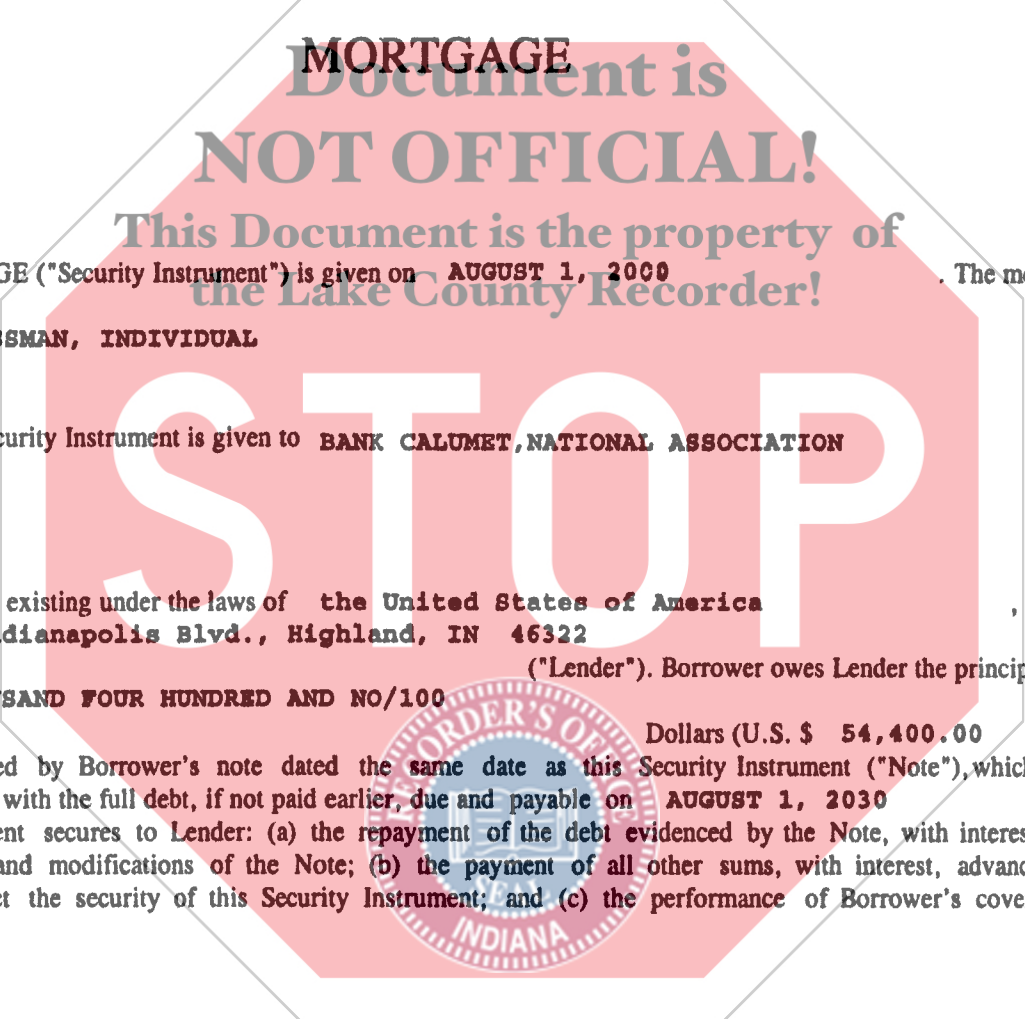 MORTGAGE
Document is
NOT OFFICIAL!
This Document is the property of
GE ("Security Instrument") is given on AUGUST 1, 2000 . The mo
the Lake County Recorder!
SSMAN, INDIVIDUAL
curity Instrument is given to BANK CALUMET, NATIONAL ASSOCIATION
STOP
existing under the laws of the United States of America ,
dianapolis Blvd., Highland, IN 46322
("Lender"). Borrower owes Lender the princip
SAND FOUR HUNDRED AND NO/100
RECORDER'S OFFICE
Dollars (U.S. $ 54,400.00
ed by Borrower's note dated the same date as this Security Instrument ("Note"), which
with the full debt, if not paid earlier, due and payable on AUGUST 1, 2030
ent secures to Lender: (a) the repayment of the debt evidenced by the Note, with interes
and modifications of the Note; (b) the payment of all other sums, with interest, advanc
ct the security of this Security Instrument; and (c) the performance of Borrower's cove
SEAL
INDIANA